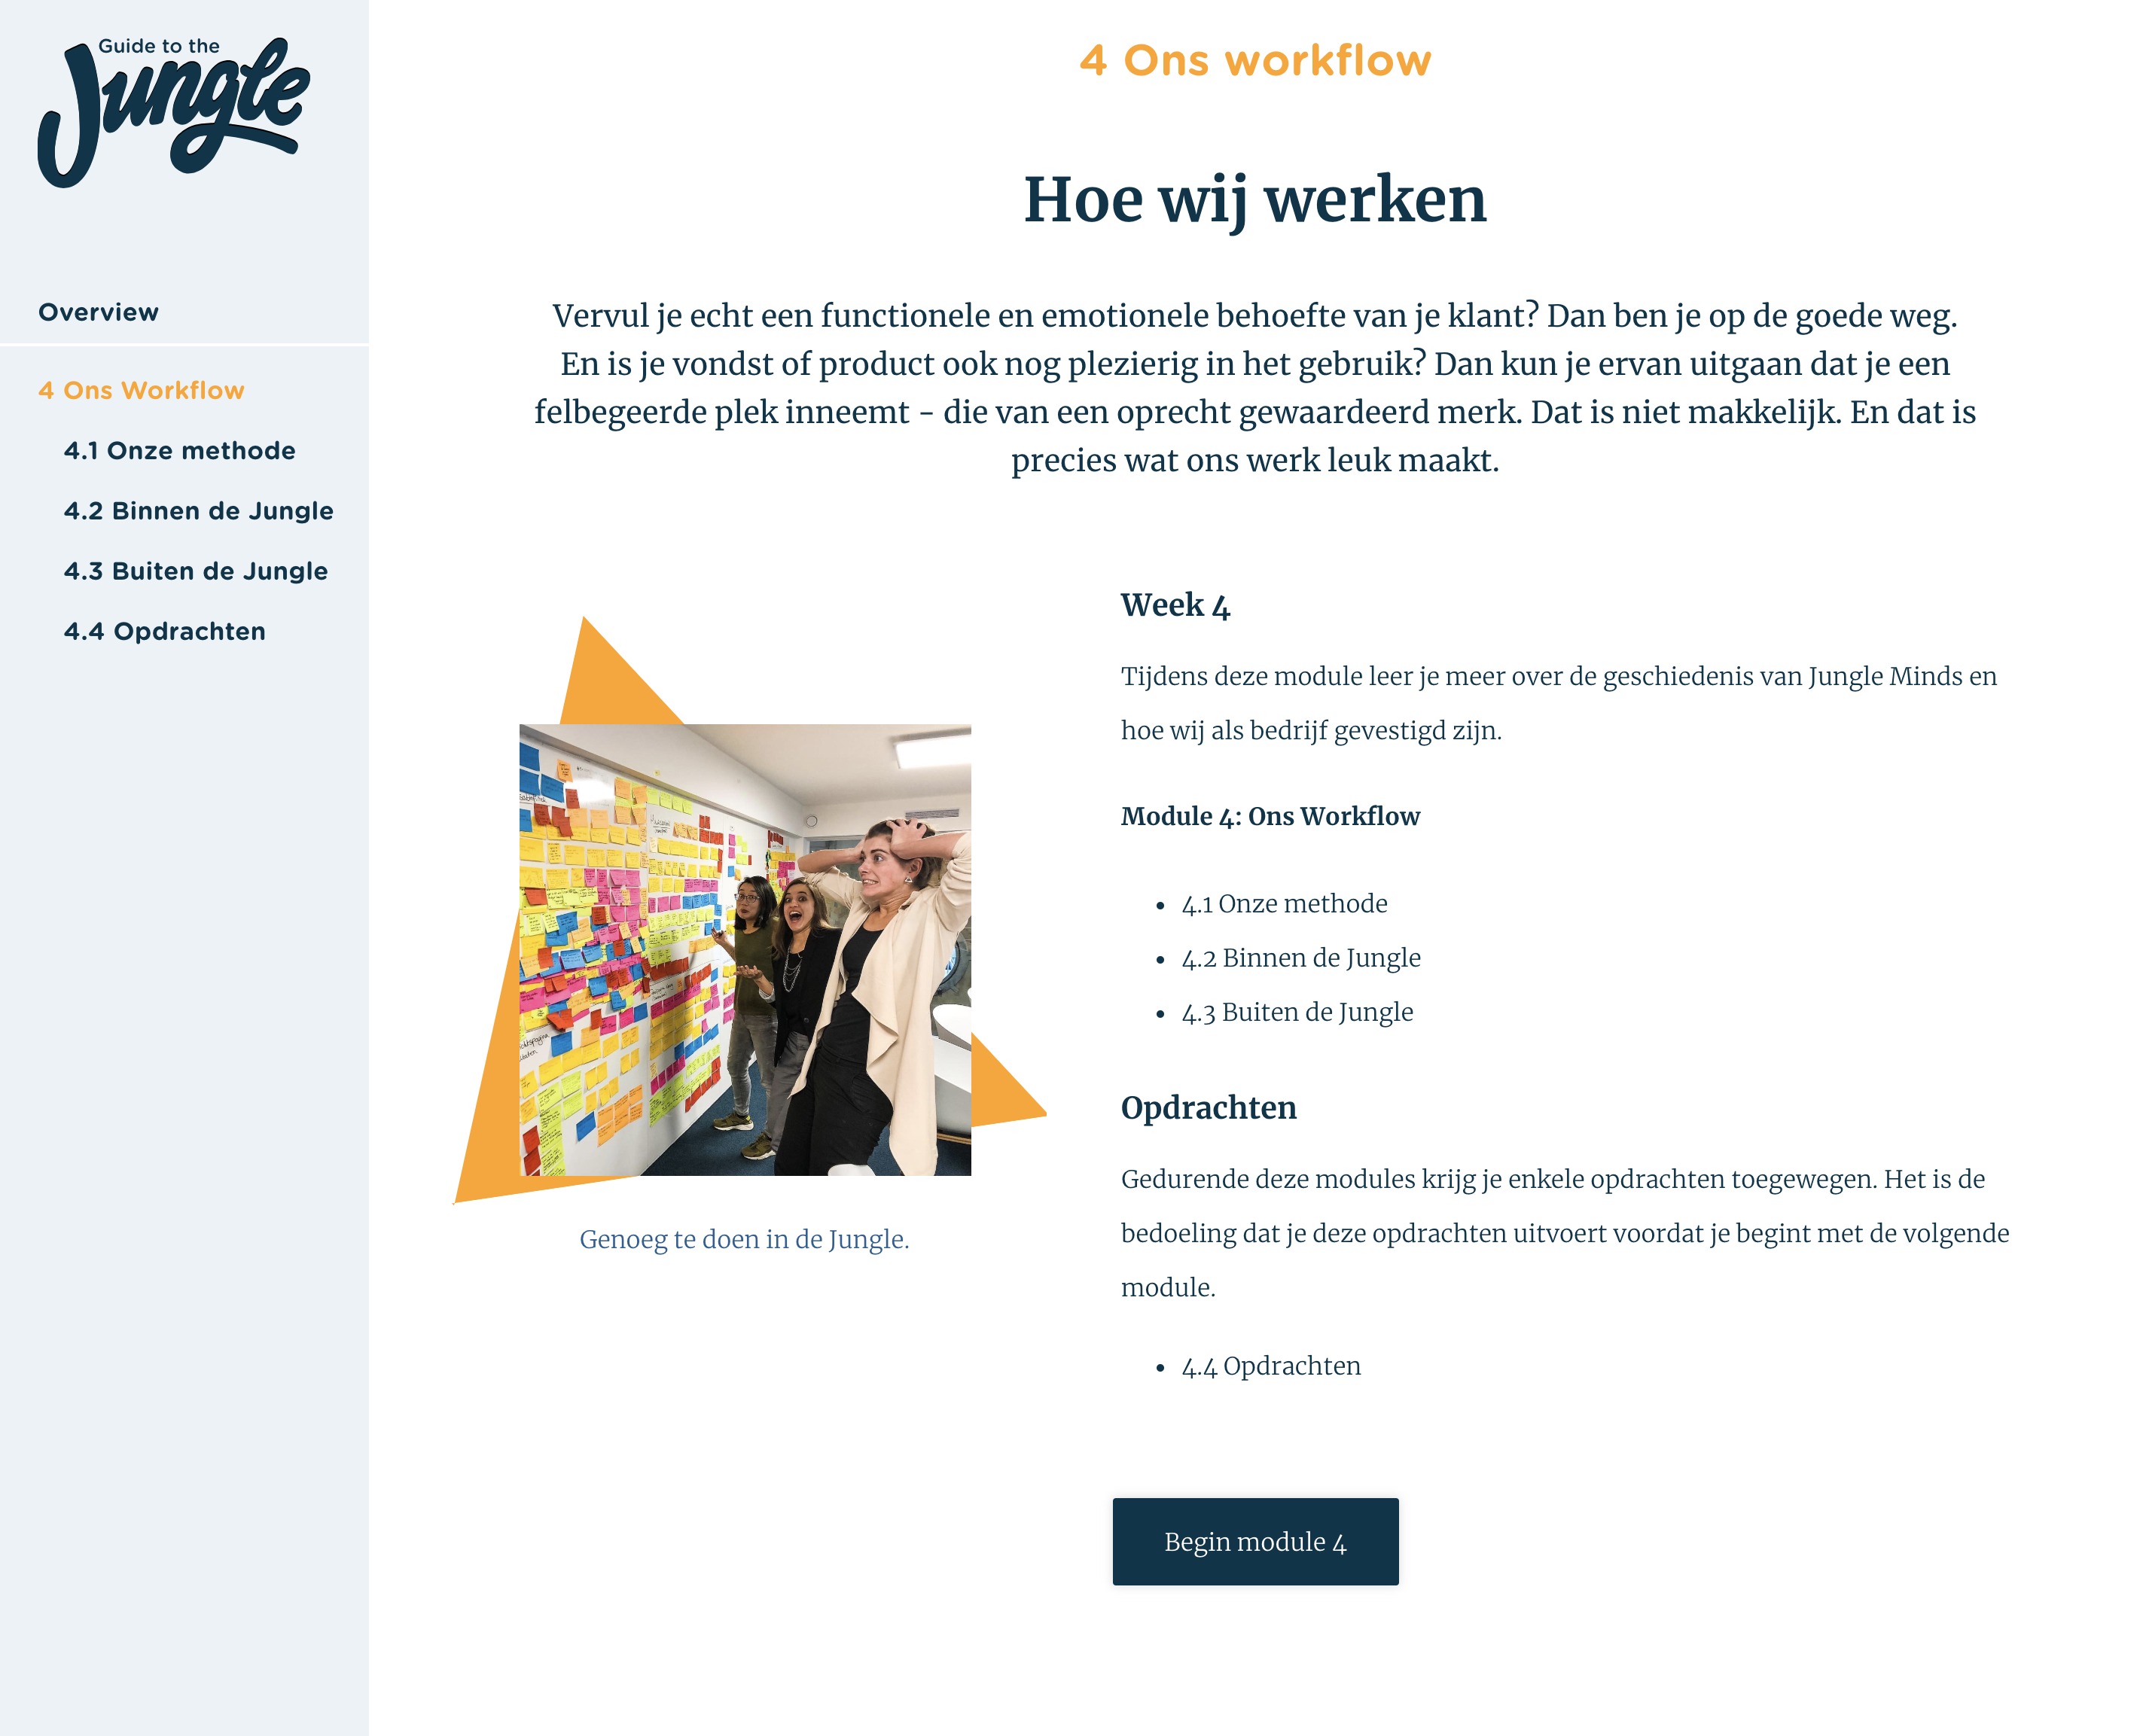 Guide to the
Jungle
Overview
4 Ons Workflow
4.1 Onze methode
4.2 Binnen de Jungle
4.3 Buiten de Jungle
4.4 Opdrachten
4 Ons workflow
Hoe wij werken
Vervul je echt een functionele en emotionele behoefte van je klant? Dan ben je op de goede weg.
En is je vondst of product ook nog plezierig in het gebruik? Dan kun je ervan uitgaan dat je een
felbegeerde plek inneemt - die van een oprecht gewaardeerd merk. Dat is niet makkelijk. En dat is
precies wat ons werk leuk maakt.
Genoeg te doen in de Jungle.
Week 4
Tijdens deze module leer je meer over de geschiedenis van Jungle Minds en
hoe wij als bedrijf gevestigd zijn.
Module 4: Ons Workflow
• 4.1 Onze methode
• 4.2 Binnen de Jungle
• 4.3 Buiten de Jungle
Opdrachten
Gedurende deze modules krijg je enkele opdrachten toegewegen. Het is de
bedoeling dat je deze opdrachten uitvoert voordat je begint met de volgende
module.
• 4.4 Opdrachten
Begin module 4